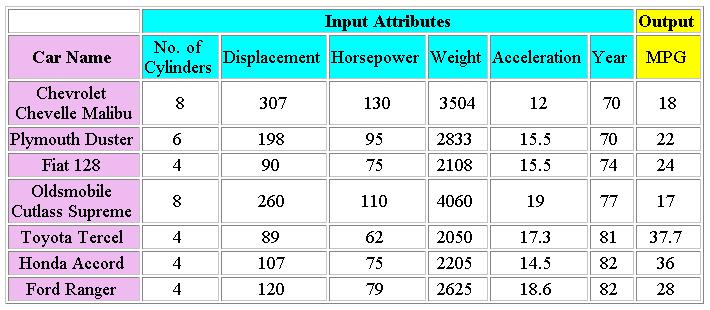 Input Attributes Output
Car Name No. of Cylinders Displacement Horsepower Weight Acceleration Year MPG
Chevrolet Chevelle Malibu 8 307 130 3504 12 70 18
Plymouth Duster 6 198 95 2833 15.5 70 22
Fiat 128 4 90 75 2108 15.5 74 24
Oldsmobile Cutlass Supreme 8 260 110 4060 19 77 17
Toyota Tercel 4 89 62 2050 17.3 81 37.7
Honda Accord 4 107 75 2205 14.5 82 36
Ford Ranger 4 120 79 2625 18.6 82 28